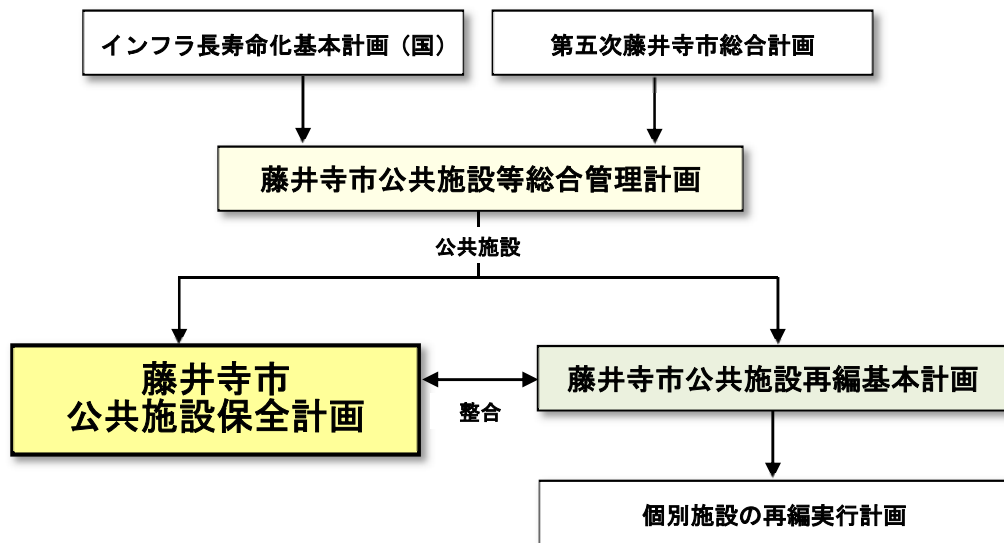 インフラ長寿命化基本計画（国）
第五次藤井寺市総合計画
藤井寺市公共施設等総合管理計画
公共施設
藤井寺市
公共施設保全計画
整合
藤井寺市公共施設再編基本計画
個別施設の再編実行計画